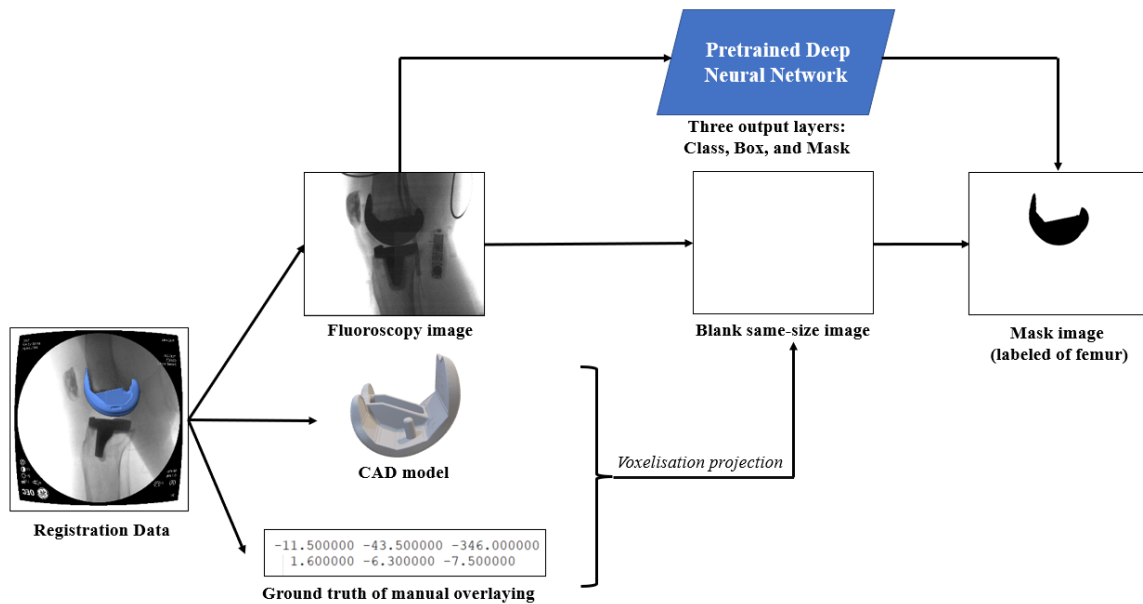 Pretrained Deep
Neural Network
Three output layers:
Class, Box, and Mask
Fluoroscopy image
Blank same-size image
Mask image
(labeled of femur)
CAD model
Voxelisation projection
330
Registration Data
-11.500000 -43.500000 -346.000000
1.600000 -6.300000 -7.500000
Ground truth of manual overlaying